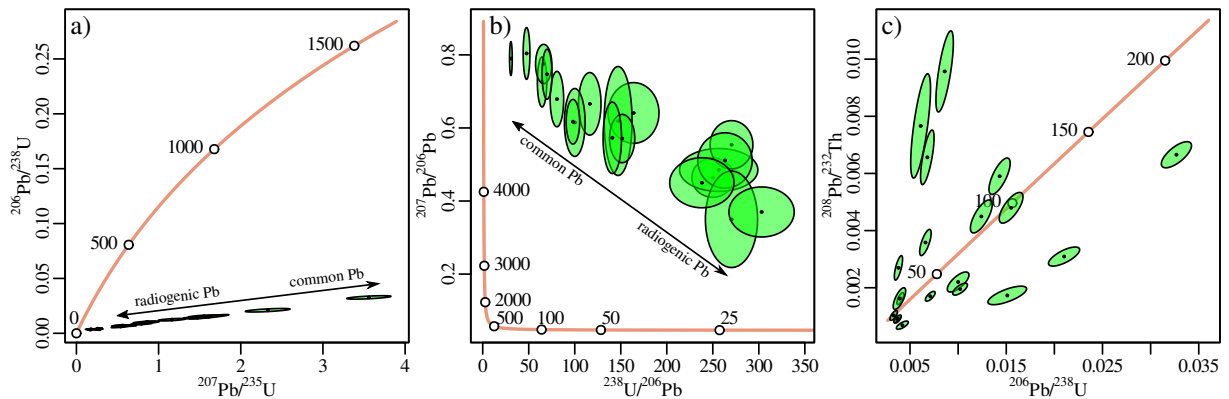 a)
0.00 0.05 0.10 0.15 0.20 0.25
206Pb/238U
1500
1000
500
0
radiogenic Pb
common Pb
0 1 2 3 4
207Pb/235U
b)
0.2 0.4 0.6 0.8
207Pb/206Pb
common Pb
radiogenic Pb
4000
3000
2000
500 100 50 25
0 50 100 150 200 250 300 350
238U/206Pb
c)
0.002 0.004 0.006 0.008 0.010
208Pb/232Th
200
150
100
50
0.005 0.015 0.025 0.035
206Pb/238U